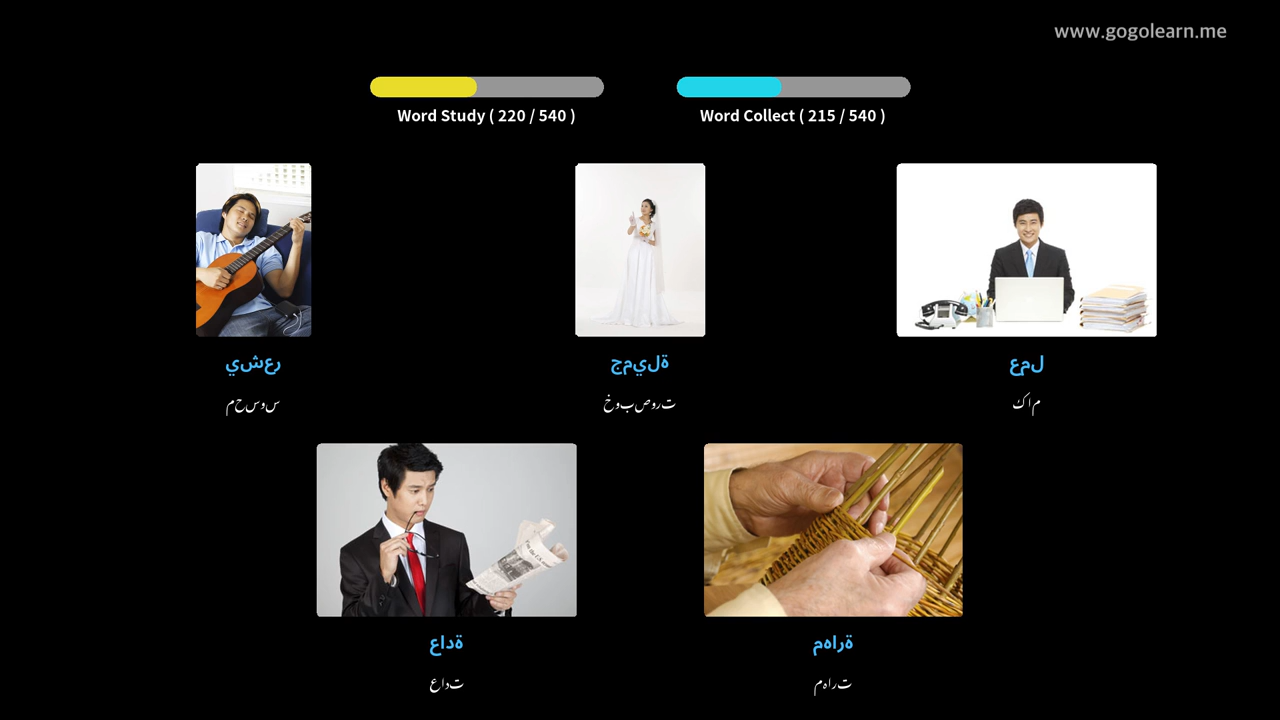 www.gogolearn.me
Word Study ( 220 / 540 )
Word Collect ( 215 / 540 )
رعشي
سوسحم
ةليمج
تروصبوخ
لمع
ماک
ةداع
تداع
ةراهم
تراہم